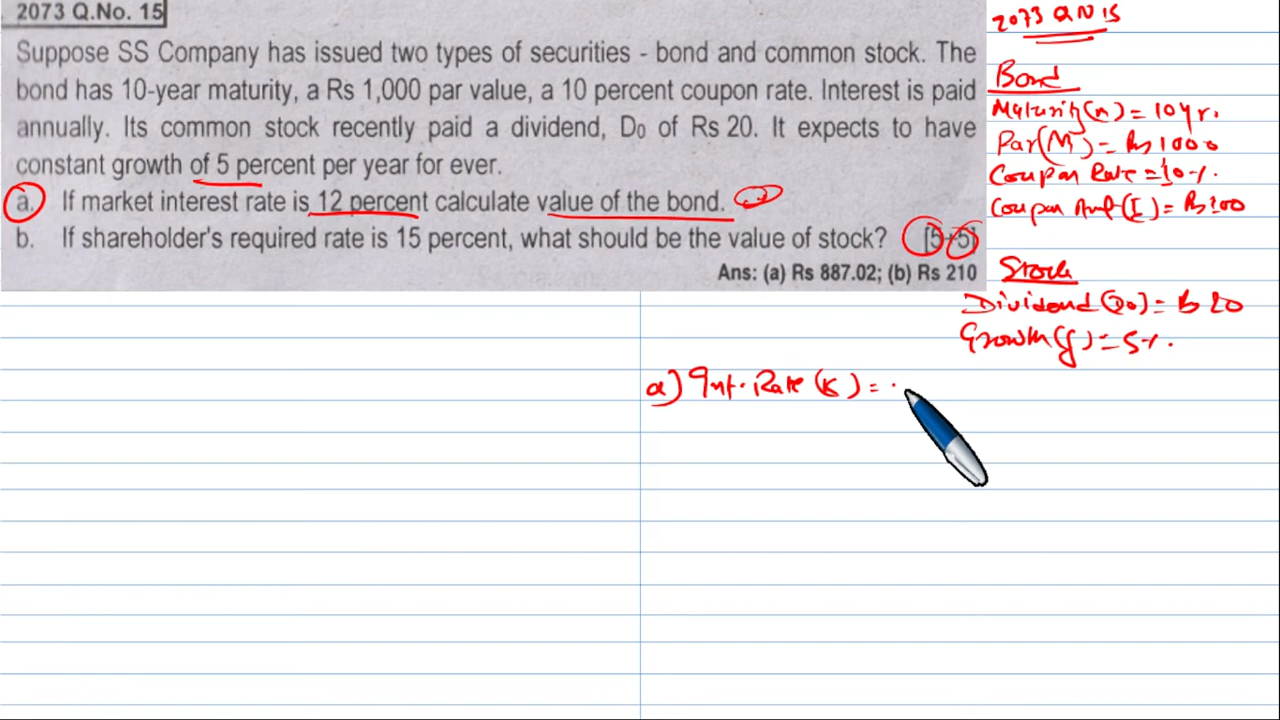 2073 Q.No. 15
Suppose SS Company has issued two types of securities - bond and common stock. The
bond has 10-year maturity, a Rs 1,000 par value, a 10 percent coupon rate. Interest is paid
annually. Its common stock recently paid a dividend, D₀ of Rs 20. It expects to have
constant growth of 5 percent per year for ever.
a. If market interest rate is 12 percent calculate value of the bond.
b. If shareholder's required rate is 15 percent, what should be the value of stock? [5+5]
Ans: (a) Rs 887.02; (b) Rs 210
2073 Q N 15
Bond
Maturity(n) = 10 yr.
Par(M) = Rs 1000
Coupan Rate = 10%.
Coupan Amt (I) = Rs 100
Stock
Dividend (D0) = Rs 20
Growth(g) = 5%.
a) Int. Rate (K) =